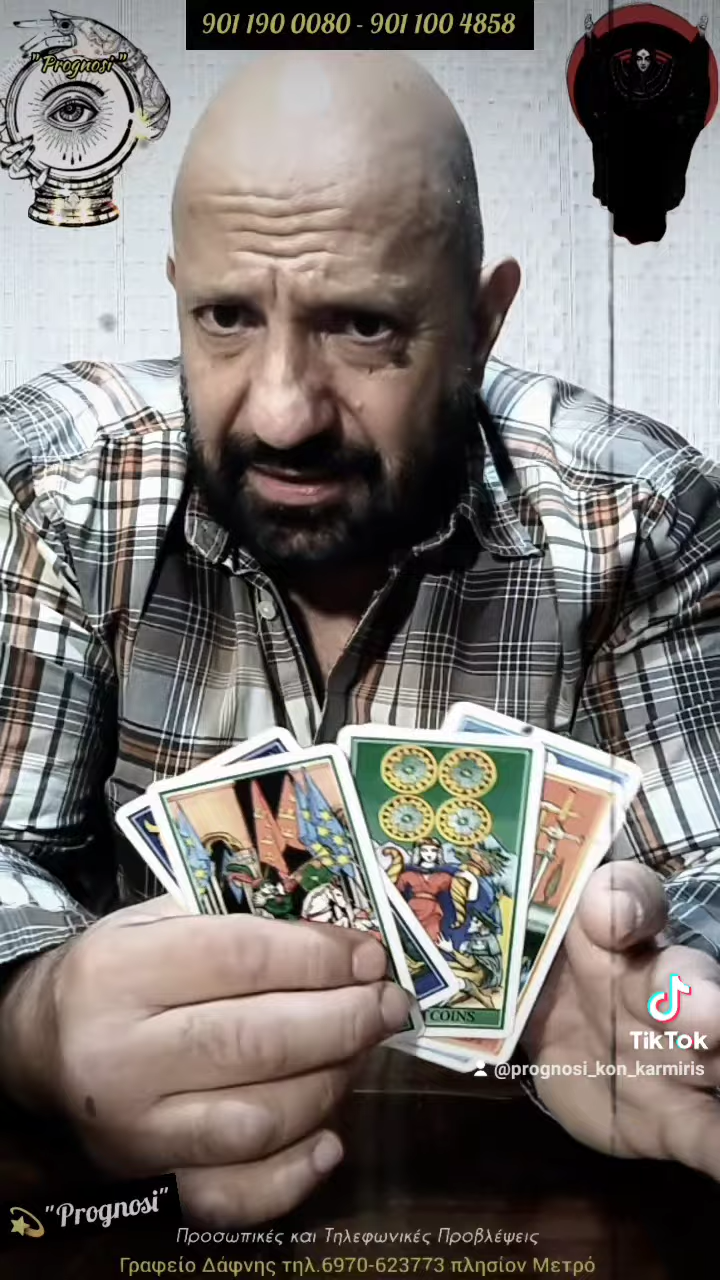 901 190 0080 - 901 100 4858
"Prognosi"
COINS
TikTok
@prognosi_kon_karmiris
"Prognosi"
Προσωπικές και Τηλεφωνικές Προβλέψεις
Γραφείο Δάφνης τηλ.6970-623773 πλησίον Μετρό